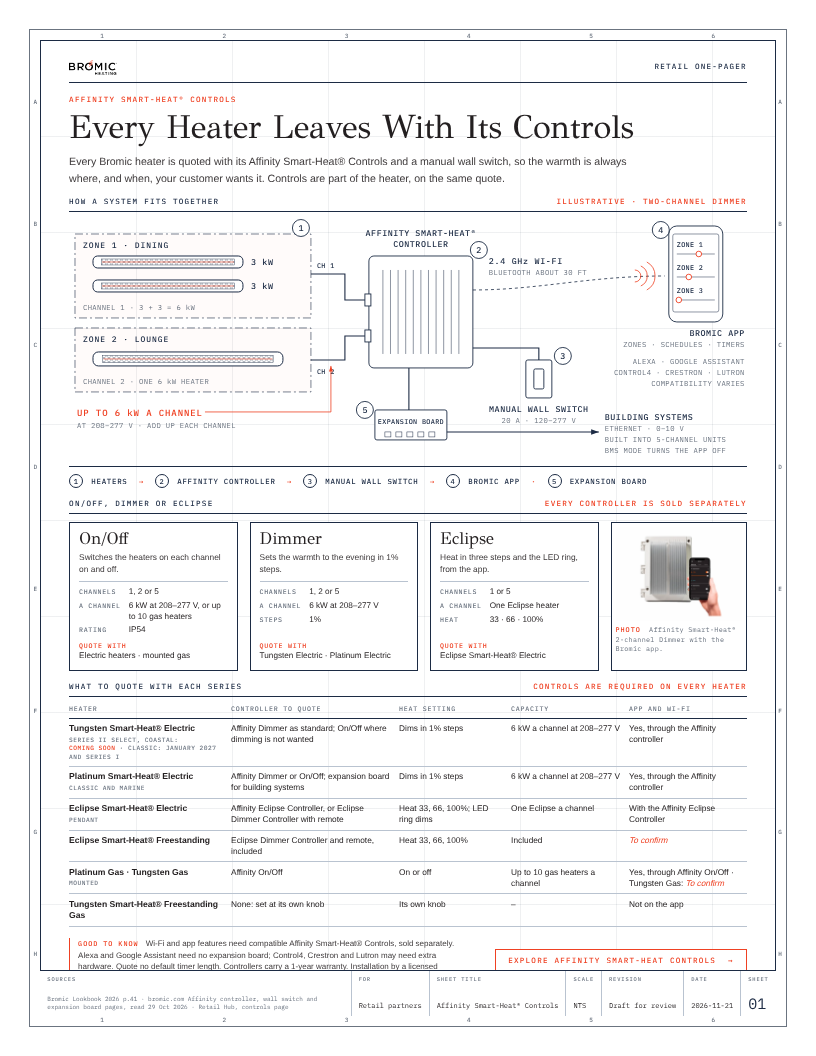 1 2 3 4 5 6
BROMIC HEATING
RETAIL ONE-PAGER
AFFINITY SMART-HEAT® CONTROLS
Every Heater Leaves With Its Controls
Every Bromic heater is quoted with its Affinity Smart-Heat® Controls and a manual wall switch, so the warmth is always
where, and when, your customer wants it. Controls are part of the heater, on the same quote.
HOW A SYSTEM FITS TOGETHER
ILLUSTRATIVE · TWO-CHANNEL DIMMER
1
ZONE 1 · DINING
3 kW
3 kW
CHANNEL 1 · 3 + 3 = 6 kW
CH 1
ZONE 2 · LOUNGE
CHANNEL 2 · ONE 6 kW HEATER
CH 2
UP TO 6 kW A CHANNEL
AT 208–277 V · ADD UP EACH CHANNEL
AFFINITY SMART-HEAT®
CONTROLLER
2
2.4 GHz WI-FI
BLUETOOTH ABOUT 30 FT
4
ZONE 1
ZONE 2
ZONE 3
BROMIC APP
ZONES · SCHEDULES · TIMERS
ALEXA · GOOGLE ASSISTANT
CONTROL4 · CRESTRON · LUTRON
COMPATIBILITY VARIES
3
MANUAL WALL SWITCH
20 A · 120–277 V
5
EXPANSION BOARD
BUILDING SYSTEMS
ETHERNET · 0–10 V
BUILT INTO 5-CHANNEL UNITS
BMS MODE TURNS THE APP OFF
1 HEATERS → 2 AFFINITY CONTROLLER → 3 MANUAL WALL SWITCH → 4 BROMIC APP · 5 EXPANSION BOARD
ON/OFF, DIMMER OR ECLIPSE
EVERY CONTROLLER IS SOLD SEPARATELY
On/Off
Switches the heaters on each channel
on and off.
CHANNELS 1, 2 or 5
A CHANNEL 6 kW at 208–277 V, or up
to 10 gas heaters
RATING IP54
QUOTE WITH
Electric heaters · mounted gas
Dimmer
Sets the warmth to the evening in 1%
steps.
CHANNELS 1, 2 or 5
A CHANNEL 6 kW at 208–277 V
STEPS 1%
QUOTE WITH
Tungsten Electric · Platinum Electric
Eclipse
Heat in three steps and the LED ring,
from the app.
CHANNELS 1 or 5
A CHANNEL One Eclipse heater
HEAT 33 · 66 · 100%
QUOTE WITH
Eclipse Smart-Heat® Electric
PHOTO Affinity Smart-Heat®
2-channel Dimmer with the
Bromic app.
WHAT TO QUOTE WITH EACH SERIES
CONTROLS ARE REQUIRED ON EVERY HEATER
HEATER CONTROLLER TO QUOTE HEAT SETTING CAPACITY APP AND WI-FI
Tungsten Smart-Heat® Electric
SERIES II SELECT, COASTAL:
COMING SOON · CLASSIC: JANUARY 2027
AND SERIES I
Affinity Dimmer as standard; On/Off where
dimming is not wanted
Dims in 1% steps
6 kW a channel at 208–277 V
Yes, through the Affinity
controller
Platinum Smart-Heat® Electric
CLASSIC AND MARINE
Affinity Dimmer or On/Off; expansion board
for building systems
Dims in 1% steps
6 kW a channel at 208–277 V
Yes, through the Affinity
controller
Eclipse Smart-Heat® Electric
PENDANT
Affinity Eclipse Controller, or Eclipse
Dimmer Controller with remote
Heat 33, 66, 100%; LED
ring dims
One Eclipse a channel
With the Affinity Eclipse
Controller
Eclipse Smart-Heat® Freestanding
Eclipse Dimmer Controller and remote,
included
Heat 33, 66, 100%
Included
To confirm
Platinum Gas · Tungsten Gas
MOUNTED
Affinity On/Off
On or off
Up to 10 gas heaters a
channel
Yes, through Affinity On/Off ·
Tungsten Gas: To confirm
Tungsten Smart-Heat® Freestanding
Gas
None: set at its own knob
Its own knob
–
Not on the app
GOOD TO KNOW Wi-Fi and app features need compatible Affinity Smart-Heat® Controls, sold separately.
Alexa and Google Assistant need no expansion board; Control4, Crestron and Lutron may need extra
hardware. Quote no default timer length. Controllers carry a 1-year warranty. Installation by a licensed
EXPLORE AFFINITY SMART-HEAT CONTROLS →
SOURCES
Bromic Lookbook 2026 p.41 · bromic.com Affinity controller, wall switch and
expansion board pages, read 29 Oct 2026 · Retail Hub, controls page
FOR
Retail partners
SHEET TITLE
Affinity Smart-Heat® Controls
SCALE
NTS
REVISION
Draft for review
DATE
2026-11-21
SHEET
01
1 2 3 4 5 6
A B C D E F G H
A B C D E F G H